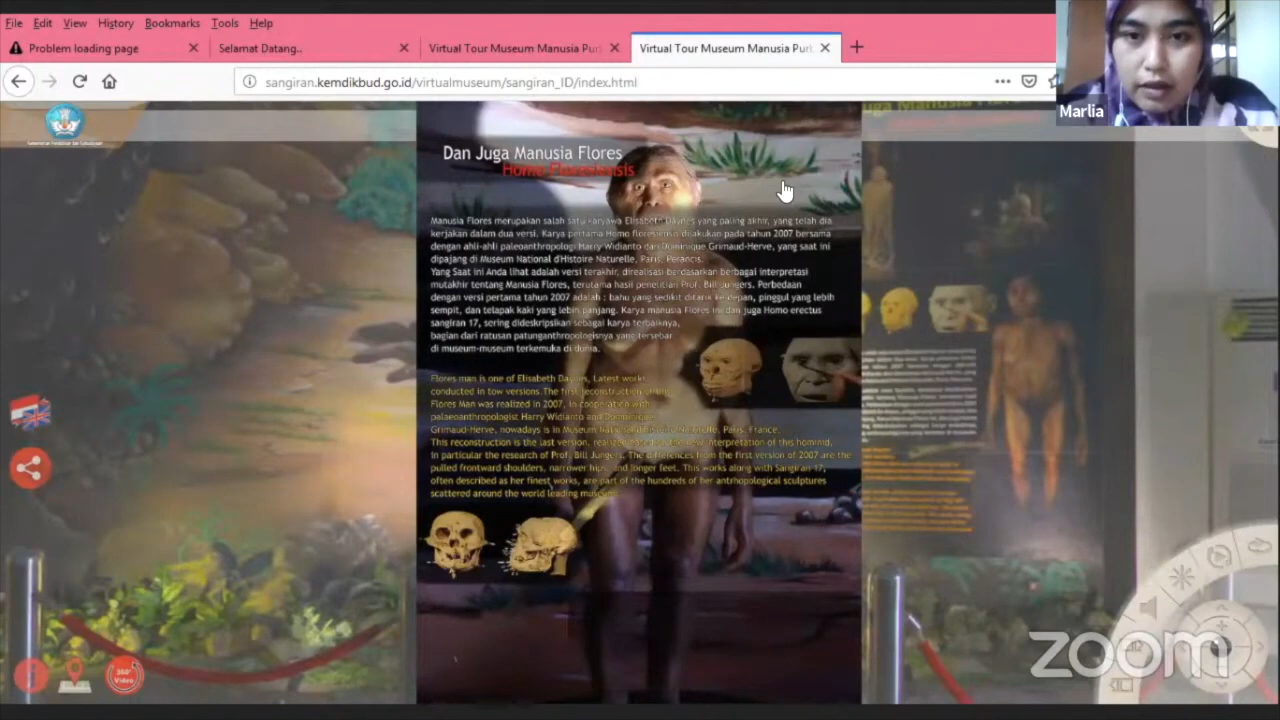 File Edit View History Bookmarks Tools Help
Problem loading page
Selamat Datang..
Virtual Tour Museum Manusia Pur
Virtual Tour Museum Manusia Purk
sangiran.kemdikbud.go.id/virtualmuseum/sangiran_ID/index.html
Marlia
Dan Juga Manusia Flores
Homo Floresiensis
Manusia Flores merupakan salah satu karyawa Elisabeth Daynes yang paling akhir, yang telah dia
kerjakan dalam dua versi. Karya pertama Homo floresiensis dilakukan pada tahun 2007 bersama
dengan ahli-ahli paleoanthropologi Harry Widianto dan Dominique Grimaud-Herve, yang saat ini
dipajang di Museum National d'Histoire Naturelle, Paris, Perancis.
Yang Saat ini Anda lihat adalah versi terakhir, direalisasi berdasarkan berbagai interpretasi
mutakhir tentang Manusia Flores, terutama hasil penelitian Prof. Bill Jungers. Perbedaan
dengan versi pertama tahun 2007 adalah : bahu yang sedikit ditarik ke depan, pinggul yang lebih
sempit, dan telapak kaki yang lebih panjang. Karya manusia Flores ini dan juga Homo erectus
sangiran 17, sering dideskripsikan sebagai karya terbaiknya,
bagian dari ratusan patunganthropologisnya yang tersebar
di museum-museum terkemuka di dunia.
Flores man is one of Elisabeth Daynes, Latest works
conducted in tow versions.The first reconstruction of this
Flores Man was realized in 2007, in cooperation with
palaeoanthropologist Harry Widianto and Dominique
Grimaud-Herve, nowadays is in Museum National d'Histoire Naturelle, Paris, France.
This reconstruction is the last version, realized based on the new interpretation of this hominid.
In particular the research of Prof. Bill Jungers. The differences from the first version of 2007 are the
pulled frontward shoulders, narrower hips, and longer feet. This works along with Sangiran 17,
often described as her finest works, are part of the hundreds of her antrhopological sculptures
scattered around the world leading museum.
360°
Video
zoom